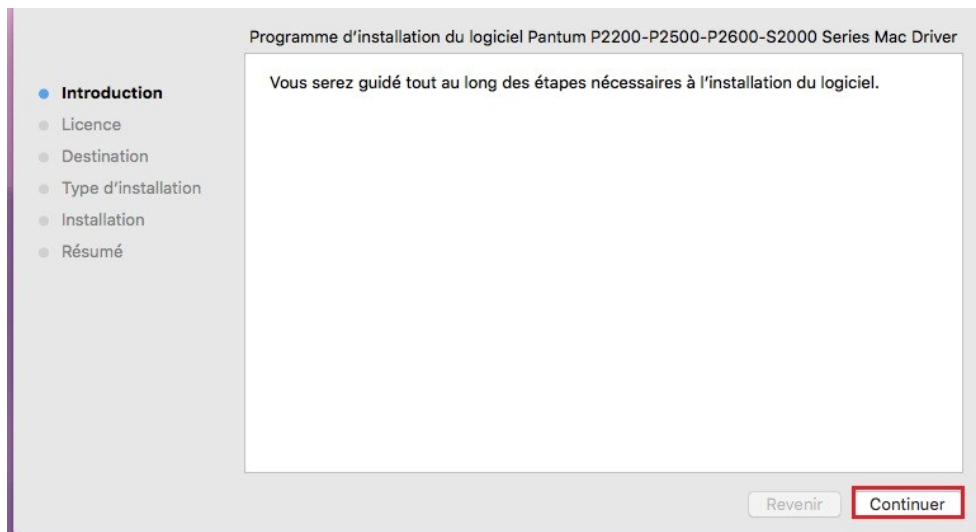 Programme d'installation du logiciel Pantum P2200-P2500-P2600-S2000 Series Mac Driver
Introduction
Licence
Destination
Type d'installation
Installation
Résumé
Vous serez guidé tout au long des étapes nécessaires à l'installation du logiciel.
Revenir
Continuer